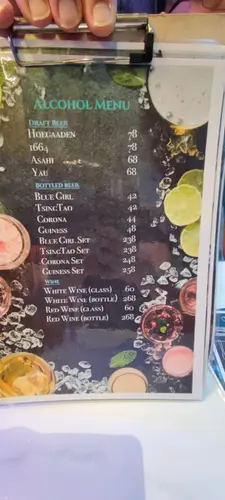 ALCOHOL MENU
DRAFT BEER
HOEGAADEN 78
1664 78
ASAHI 68
YAU 68
BOTTLED BEER
BLUE GIRL 42
TSINGTAO 42
CORONA 44
GUINESS 48
BLUE GIRL SET 238
TSINGTAO SET 238
CORONA SET 248
GUINESS SET 258
WINE
WHITE WINE (GLASS) 60
WHITE WINE (BOTTLE) 268
RED WINE (GLASS) 60
RED WINE (BOTTLE) 268